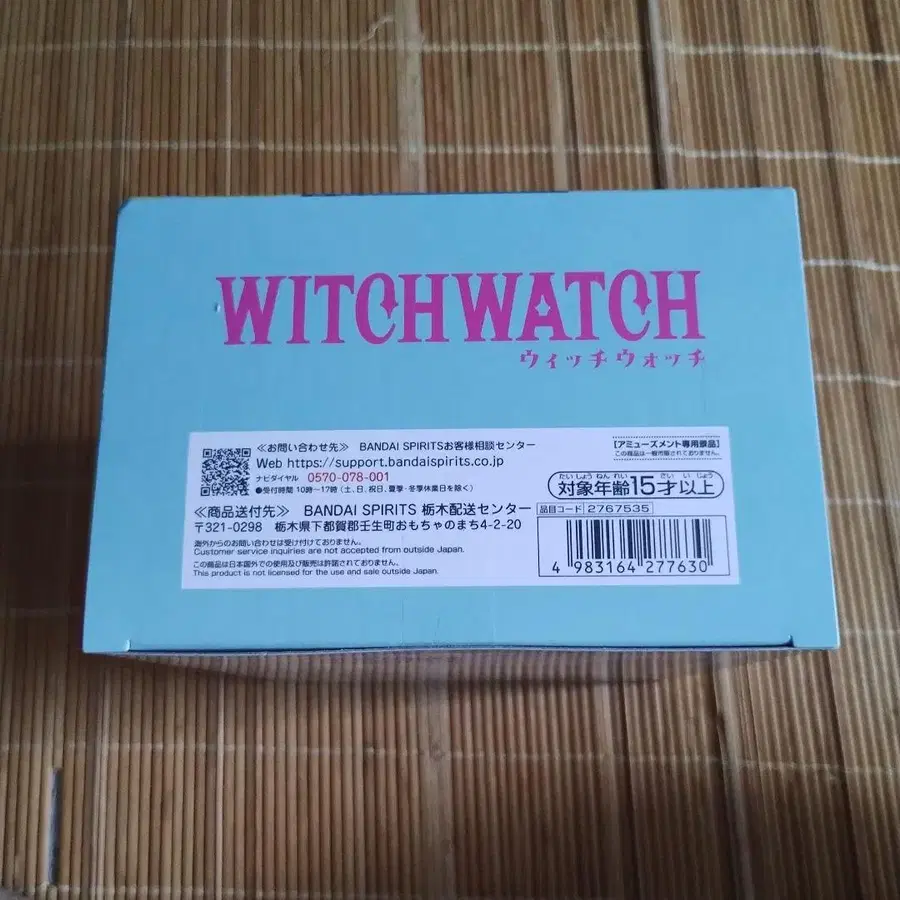 WITCHWATCH
ウィッチウォッチ
≪お問い合わせ先≫ BANDAI SPIRITSお客様相談センター
Web https://support.bandaispirits.co.jp
ナビダイヤル 0570-078-001
●受付時間 10時〜17時(土、日、祝日、夏季・冬季休業日を除く)
≪商品送付先≫ BANDAI SPIRITS 栃木配送センター
〒321-0298 栃木県下都賀郡壬生町おもちゃのまち4-2-20
海外からのお問い合わせは受け付けておりません。
Customer service inquiries are not accepted from outside Japan.
この商品は日本国外での使用及び販売は許諾されておりません。
This product is not licensed for the use and sale outside Japan.
[アミューズメント専用景品]
この商品は一般市販されておりません。
たいしょうねんれい さいいじょう
対象年齢15才以上
品目コード 2767535
4 983164 277630